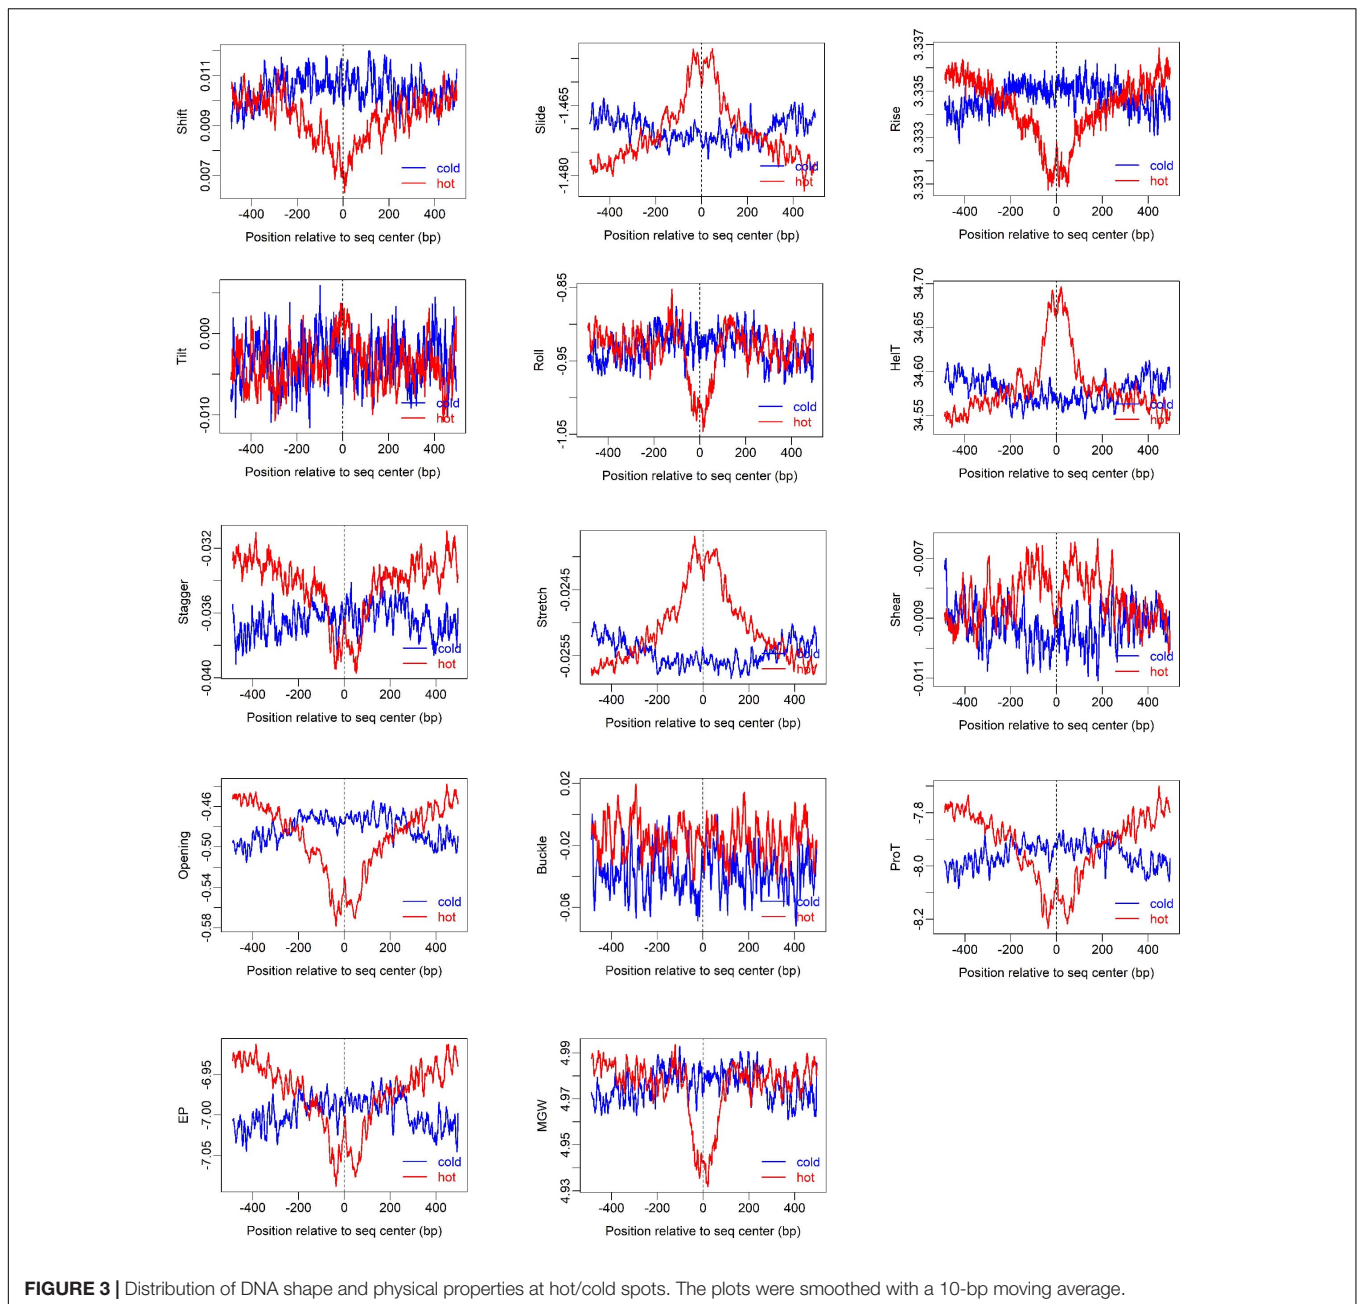 Shift
0.007 0.009 0.011
cold
hot
-400 -200 0 200 400
Position relative to seq center (bp)
Slide
-1.480 -1.465
cold
hot
-400 -200 0 200 400
Position relative to seq center (bp)
Rise
3.331 3.333 3.335 3.337
cold
hot
-400 -200 0 200 400
Position relative to seq center (bp)
Tilt
-0.010 0.000
cold
hot
-400 -200 0 200 400
Position relative to seq center (bp)
Roll
-1.05 -0.95 -0.85
cold
hot
-400 -200 0 200 400
Position relative to seq center (bp)
HelT
34.55 34.60 34.65 34.70
cold
hot
-400 -200 0 200 400
Position relative to seq center (bp)
Stagger
-0.040 -0.036 -0.032
cold
hot
-400 -200 0 200 400
Position relative to seq center (bp)
Stretch
-0.0255 -0.0245
cold
hot
-400 -200 0 200 400
Position relative to seq center (bp)
Shear
-0.011 -0.009 -0.007
cold
hot
-400 -200 0 200 400
Position relative to seq center (bp)
Opening
-0.58 -0.54 -0.50 -0.46
cold
hot
-400 -200 0 200 400
Position relative to seq center (bp)
Buckle
-0.06 -0.02 0.02
cold
hot
-400 -200 0 200 400
Position relative to seq center (bp)
ProT
-8.2 -8.0 -7.8
cold
hot
-400 -200 0 200 400
Position relative to seq center (bp)
EP
-7.05 -7.00 -6.95
cold
hot
-400 -200 0 200 400
Position relative to seq center (bp)
MGW
4.93 4.95 4.97 4.99
cold
hot
-400 -200 0 200 400
Position relative to seq center (bp)
FIGURE 3 | Distribution of DNA shape and physical properties at hot/cold spots. The plots were smoothed with a 10-bp moving average.